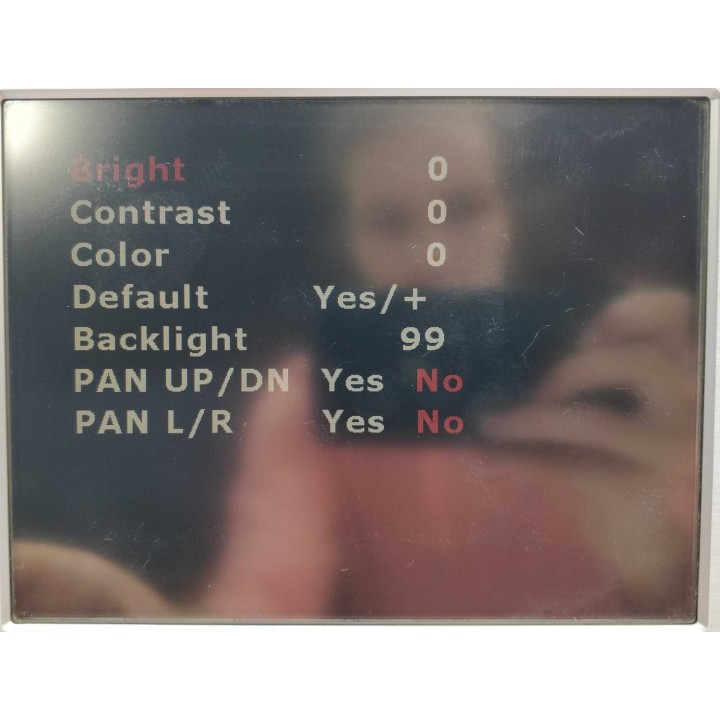 Bright 0
Contrast 0
Color 0
Default Yes/+
Backlight 99
PAN UP/DN Yes No
PAN L/R Yes No